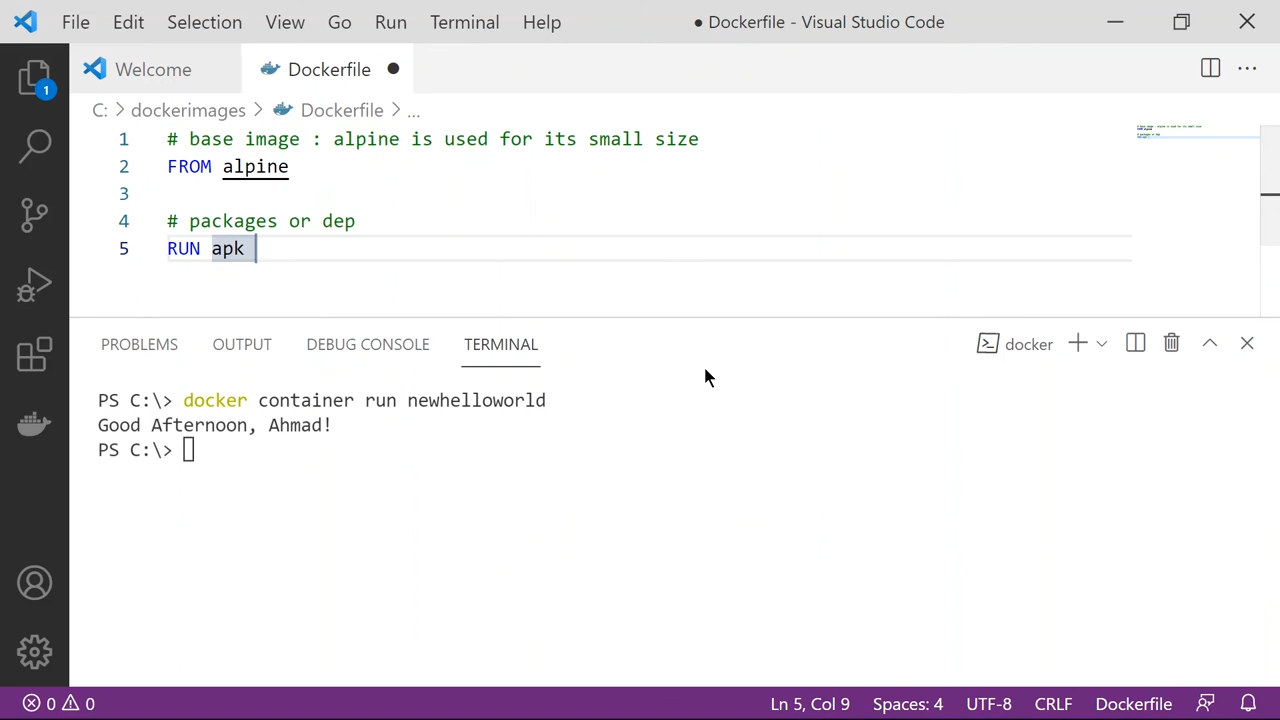 File Edit Selection View Go Run Terminal Help ● Dockerfile - Visual Studio Code
Welcome Dockerfile ●
C: > dockerimages > Dockerfile > ...
1 # base image : alpine is used for its small size
2 FROM alpine
3
4 # packages or dep
5 RUN apk
PROBLEMS OUTPUT DEBUG CONSOLE TERMINAL docker
PS C:\> docker container run newhelloworld
Good Afternoon, Ahmad!
PS C:\>
1
0 0 Ln 5, Col 9 Spaces: 4 UTF-8 CRLF Dockerfile